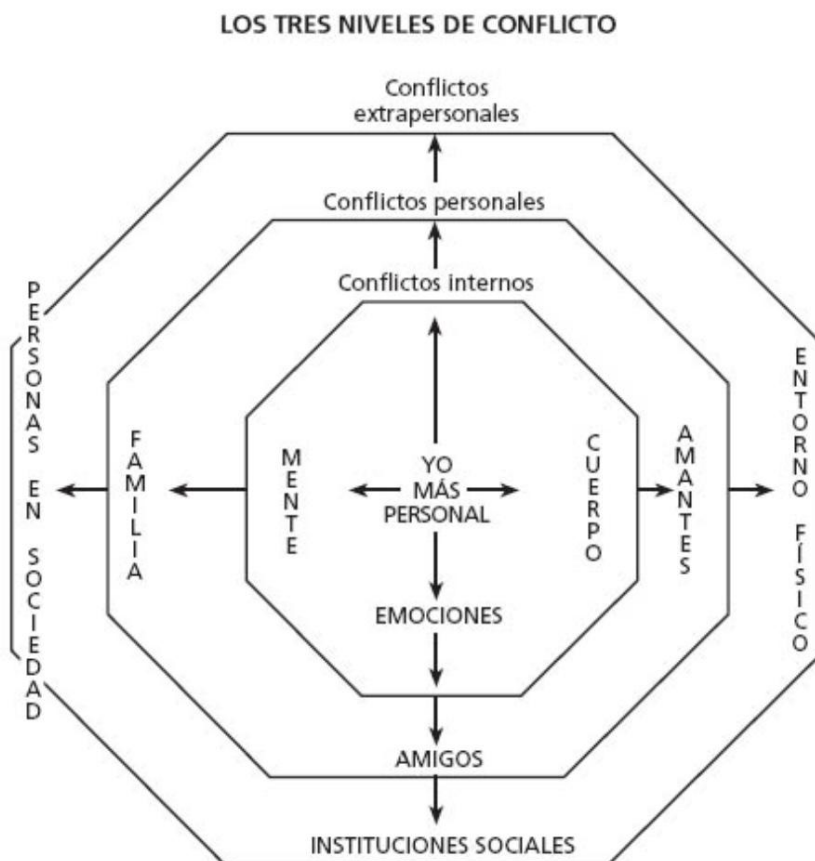 LOS TRES NIVELES DE CONFLICTO
Conflictos
extrapersonales
Conflictos personales
Conflictos internos
PERSONAS EN SOCIEDAD
FAMILIA
MENTE
YO
MÁS
PERSONAL
CUERPO
AMANTES
ENTORNO FÍSICO
EMOCIONES
AMIGOS
INSTITUCIONES SOCIALES